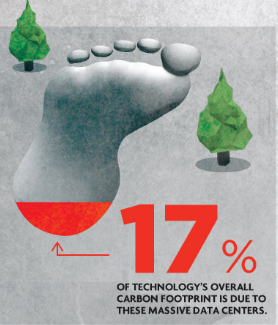 17%
OF TECHNOLOGY'S OVERALL
CARBON FOOTPRINT IS DUE TO
THESE MASSIVE DATA CENTERS.